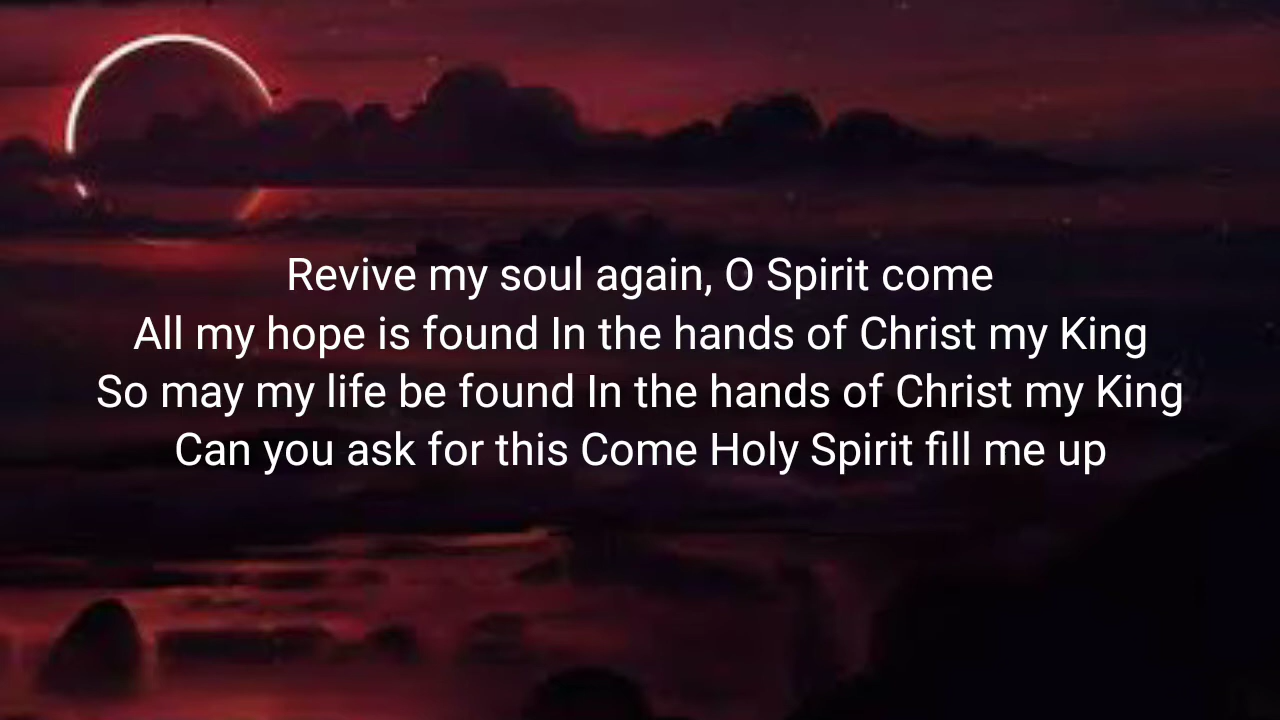 Revive my soul again, O Spirit come
All my hope is found In the hands of Christ my King
So may my life be found In the hands of Christ my King
Can you ask for this Come Holy Spirit fill me up